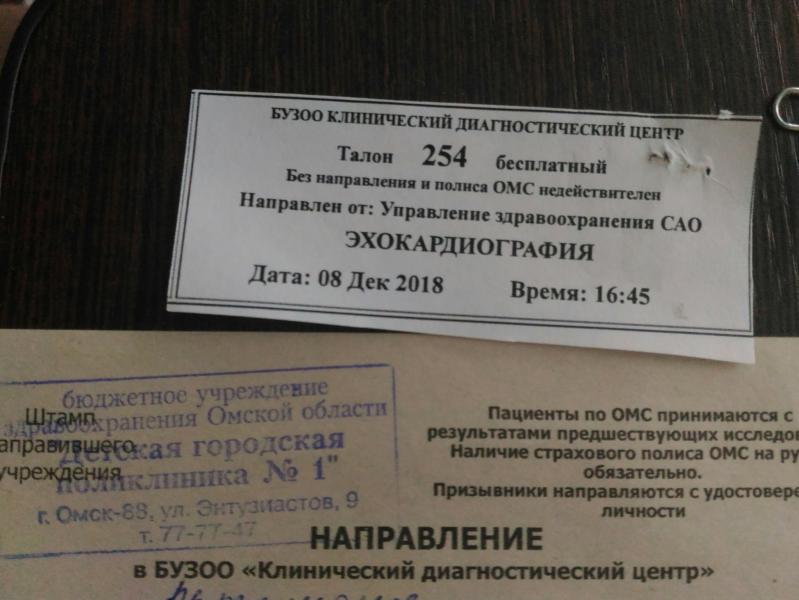 БУЗОО КЛИНИЧЕСКИЙ ДИАГНОСТИЧЕСКИЙ ЦЕНТР
Талон 254 бесплатный
Без направления и полиса ОМС недействителен
Направлен от: Управление здравоохранения САО
ЭХОКАРДИОГРАФИЯ
Дата: 08 Дек 2018 Время: 16:45
бюджетное учреждение
здравоохранения Омской области
"Детская городская
поликлиника № 1"
г. Омск-88, ул. Энтузиастов, 9
т. 77-77-47
Штамп
аправившего
учреждения
Пациенты по ОМС принимаются с
результатами предшествующих исследов
Наличие страхового полиса ОМС на ру
обязательно.
Призывники направляются с удостовере
личности
НАПРАВЛЕНИЕ
в БУЗОО «Клинический диагностический центр»